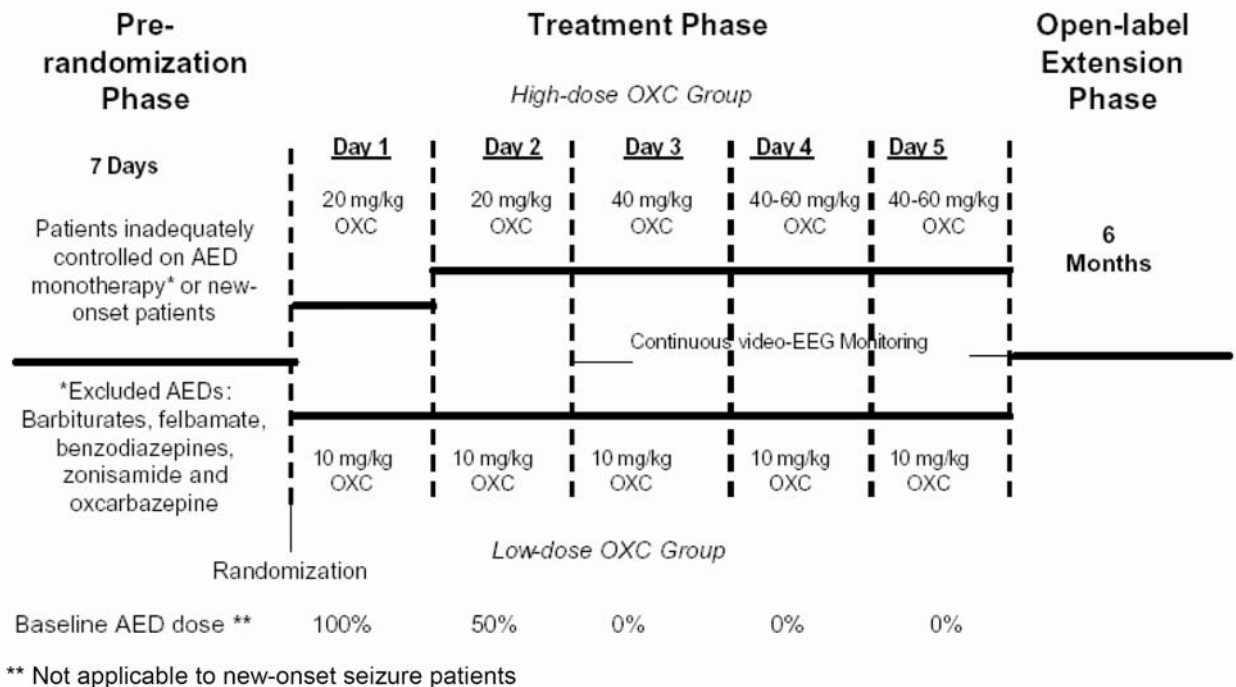 Pre-
randomization
Phase
Treatment Phase
Open-label
Extension
Phase
High-dose OXC Group
7 Days
Day 1
Day 2
Day 3
Day 4
Day 5
20 mg/kg
OXC
20 mg/kg
OXC
40 mg/kg
OXC
40-60 mg/kg
OXC
40-60 mg/kg
OXC
Patients inadequately
controlled on AED
monotherapy* or new-
onset patients
6
Months
Continuous video-EEG Monitoring
*Excluded AEDs:
Barbiturates, felbamate,
benzodiazepines,
zonisamide and
oxcarbazepine
10 mg/kg
OXC
10 mg/kg
OXC
10 mg/kg
OXC
10 mg/kg
OXC
10 mg/kg
OXC
Low-dose OXC Group
Randomization
Baseline AED dose ** 100% 50% 0% 0% 0%
** Not applicable to new-onset seizure patients